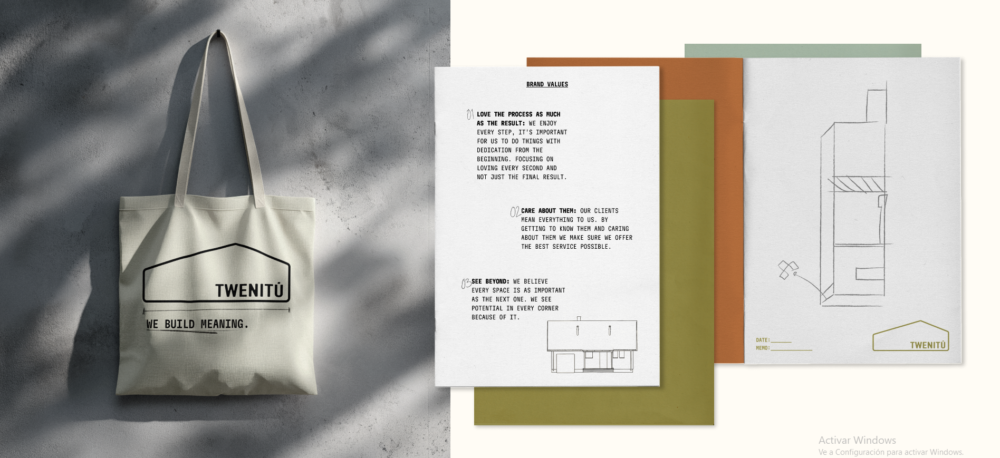 TWENITÚ
WE BUILD MEANING.
BRAND VALUES
01
LOVE THE PROCESS AS MUCH
AS THE RESULT: WE ENJOY
EVERY STEP, IT'S IMPORTANT
FOR US TO DO THINGS WITH
DEDICATION FROM THE
BEGINNING. FOCUSING ON
LOVING EVERY SECOND AND
NOT JUST THE FINAL RESULT.
02
CARE ABOUT THEM: OUR CLIENTS
MEAN EVERYTHING TO US. BY
GETTING TO KNOW THEM AND CARING
ABOUT THEM WE MAKE SURE WE OFFER
THE BEST SERVICE POSSIBLE.
03
SEE BEYOND: WE BELIEVE
EVERY SPACE IS AS IMPORTANT
AS THE NEXT ONE. WE SEE
POTENTIAL IN EVERY CORNER
BECAUSE OF IT.
DATE:
MEMO:
TWENITÚ
Activar Windows
Ve a Configuración para activar Windows.